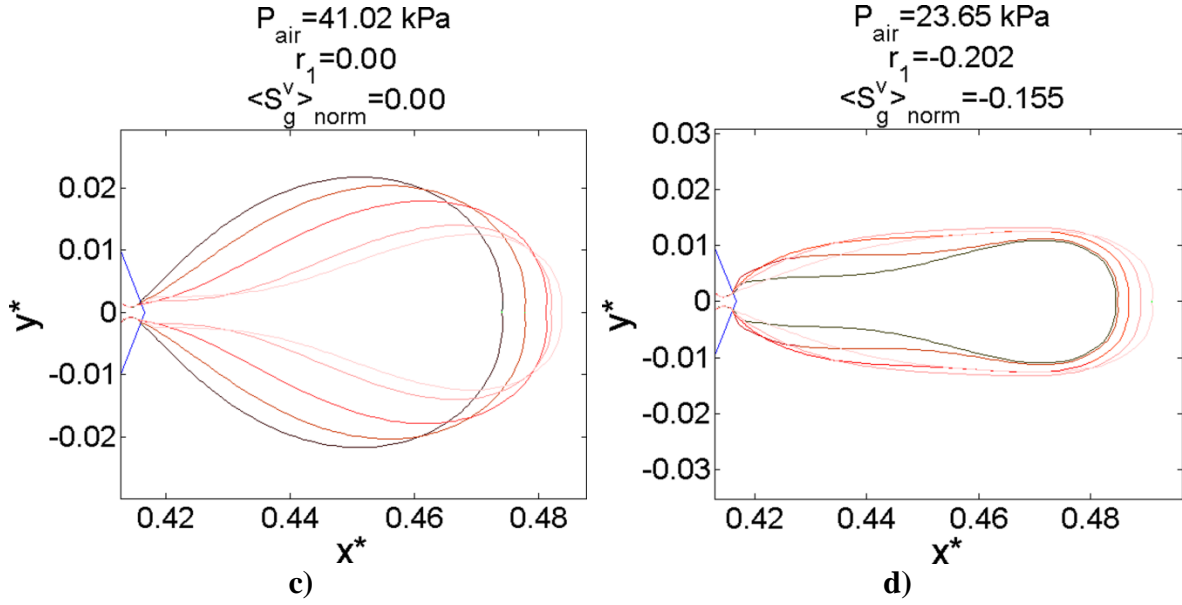 P_air=41.02 kPa
r_1=0.00
<S_g^v>_norm=0.00
0.02
0.01
0
-0.01
-0.02
y*
0.42 0.44 0.46 0.48
x*
c)
P_air=23.65 kPa
r_1=-0.202
<S_g^v>_norm=-0.155
0.03
0.02
0.01
0
-0.01
-0.02
-0.03
y*
0.42 0.44 0.46 0.48
x*
d)